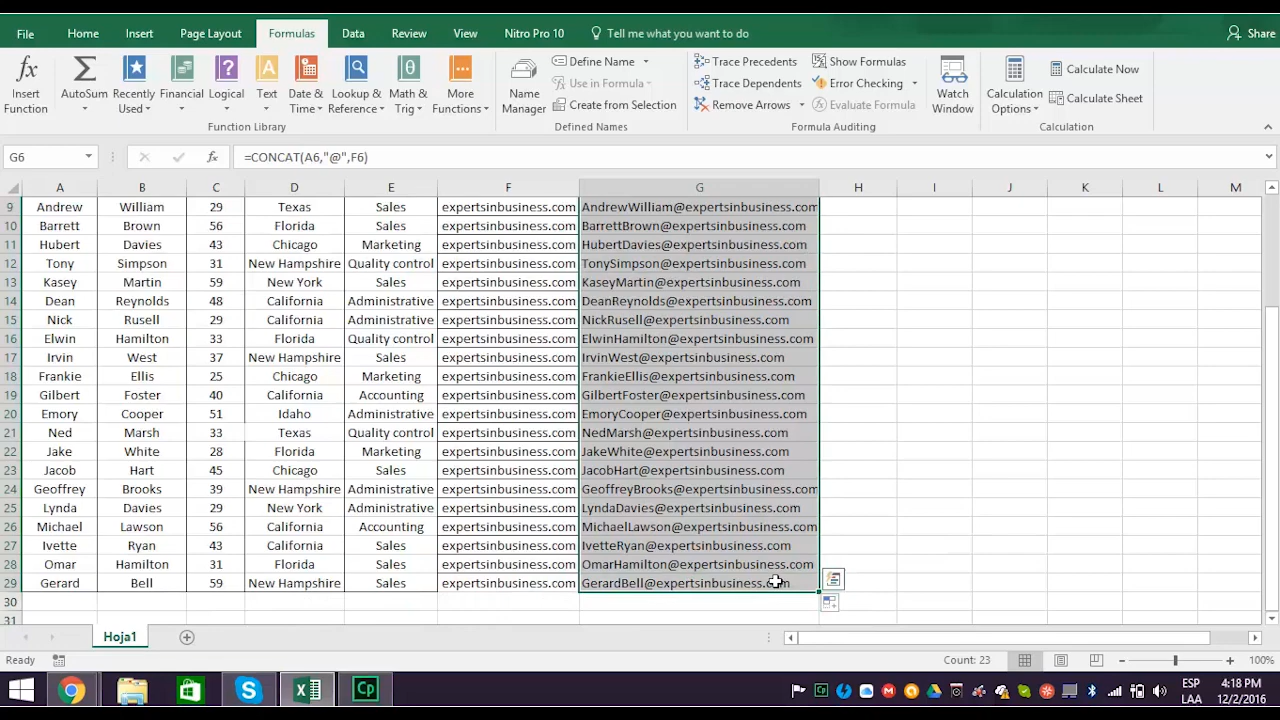 File Home Insert Page Layout Formulas Data Review View Nitro Pro 10 Tell me what you want to do Share
Insert Function AutoSum Recently Used Financial Logical Text Date & Time Lookup & Reference Math & Trig More Functions
Function Library
Name Manager Define Name Use in Formula Create from Selection
Defined Names
Trace Precedents Trace Dependents Remove Arrows Show Formulas Error Checking Evaluate Formula
Formula Auditing
Watch Window
Calculation Options Calculate Now Calculate Sheet
Calculation
G6 fx =CONCAT(A6,"@",F6)
A B C D E F G H I J K L M
9 Andrew William 29 Texas Sales expertsinbusiness.com AndrewWilliam@expertsinbusiness.com
10 Barrett Brown 56 Florida Sales expertsinbusiness.com BarrettBrown@expertsinbusiness.com
11 Hubert Davies 43 Chicago Marketing expertsinbusiness.com HubertDavies@expertsinbusiness.com
12 Tony Simpson 31 New Hampshire Quality control expertsinbusiness.com TonySimpson@expertsinbusiness.com
13 Kasey Martin 59 New York Sales expertsinbusiness.com KaseyMartin@expertsinbusiness.com
14 Dean Reynolds 48 California Administrative expertsinbusiness.com DeanReynolds@expertsinbusiness.com
15 Nick Rusell 29 California Administrative expertsinbusiness.com NickRusell@expertsinbusiness.com
16 Elwin Hamilton 33 Florida Quality control expertsinbusiness.com ElwinHamilton@expertsinbusiness.com
17 Irvin West 37 New Hampshire Sales expertsinbusiness.com IrvinWest@expertsinbusiness.com
18 Frankie Ellis 25 Chicago Marketing expertsinbusiness.com FrankieEllis@expertsinbusiness.com
19 Gilbert Foster 40 California Accounting expertsinbusiness.com GilbertFoster@expertsinbusiness.com
20 Emory Cooper 51 Idaho Administrative expertsinbusiness.com EmoryCooper@expertsinbusiness.com
21 Ned Marsh 33 Texas Quality control expertsinbusiness.com NedMarsh@expertsinbusiness.com
22 Jake White 28 Florida Marketing expertsinbusiness.com JakeWhite@expertsinbusiness.com
23 Jacob Hart 45 Chicago Sales expertsinbusiness.com JacobHart@expertsinbusiness.com
24 Geoffrey Brooks 39 New Hampshire Administrative expertsinbusiness.com GeoffreyBrooks@expertsinbusiness.com
25 Lynda Davies 29 New York Administrative expertsinbusiness.com LyndaDavies@expertsinbusiness.com
26 Michael Lawson 56 California Accounting expertsinbusiness.com MichaelLawson@expertsinbusiness.com
27 Ivette Ryan 43 California Sales expertsinbusiness.com IvetteRyan@expertsinbusiness.com
28 Omar Hamilton 31 Florida Sales expertsinbusiness.com OmarHamilton@expertsinbusiness.com
29 Gerard Bell 59 New Hampshire Sales expertsinbusiness.com GerardBell@expertsinbusiness.com
30
31
Hoja1
Ready Count: 23 100%
ESP 4:18 PM
LAA 12/2/2016